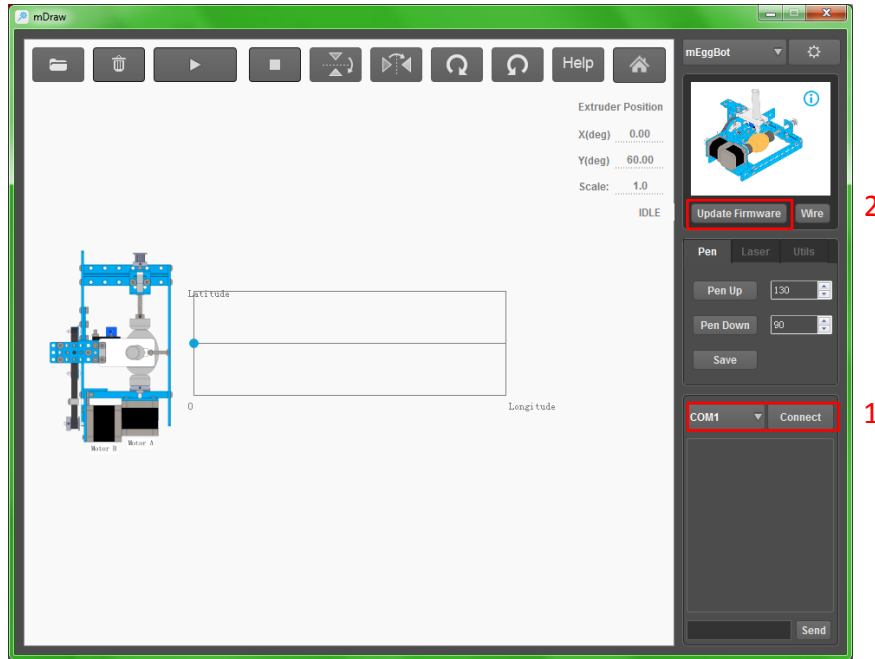 mDraw
Help
mEggBot
Extruder Position
X(deg) 0.00
Y(deg) 60.00
Scale: 1.0
IDLE
Update Firmware Wire
2
Pen Laser Utils
Pen Up 130
Pen Down 90
Save
Latitude
0 Longitude
Motor B Motor A
COM1 Connect
1
Send